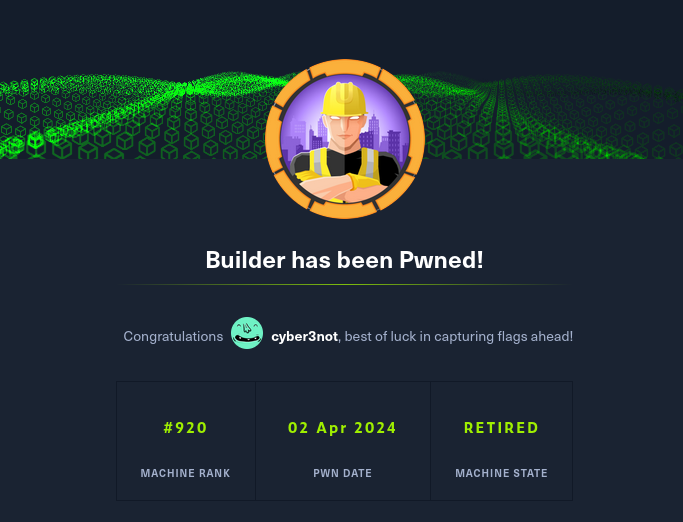 Builder has been Pwned!
Congratulations cyber3not, best of luck in capturing flags ahead!
#920 02 Apr 2024 RETIRED
MACHINE RANK PWN DATE MACHINE STATE